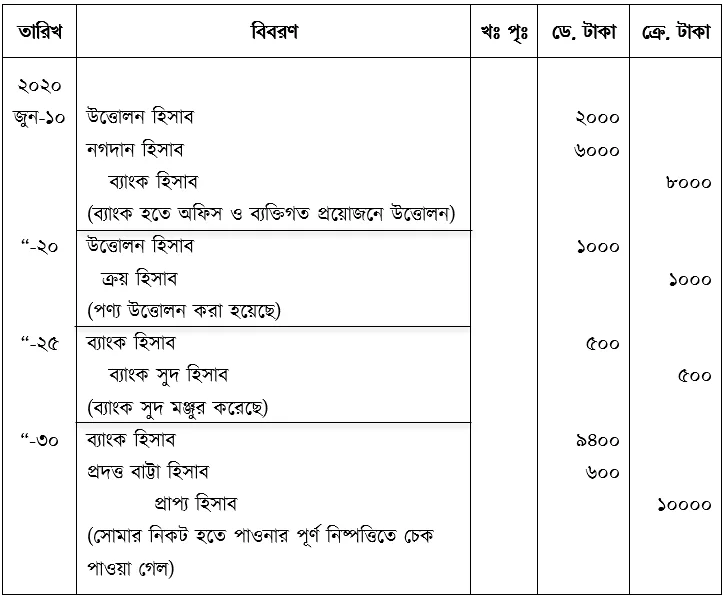 তারিখ বিবরণ খঃ পৃঃ ডে. টাকা ক্রে. টাকা
২০২০
জুন-১০ উত্তোলন হিসাব ২০০০
নগদান হিসাব ৬০০০
ব্যাংক হিসাব ৮০০০
(ব্যাংক হতে অফিস ও ব্যক্তিগত প্রয়োজনে উত্তোলন)
“-২০ উত্তোলন হিসাব ১০০০
ক্রয় হিসাব ১০০০
(পণ্য উত্তোলন করা হয়েছে)
“-২৫ ব্যাংক হিসাব ৫০০
ব্যাংক সুদ হিসাব ৫০০
(ব্যাংক সুদ মঞ্জুর করেছে)
“-৩০ ব্যাংক হিসাব ৯৪০০
প্রদত্ত বাট্টা হিসাব ৬০০
প্রাপ্য হিসাব ১০০০০
(সোমার নিকট হতে পাওনার পূর্ণ নিষ্পত্তিতে চেক
পাওয়া গেল)